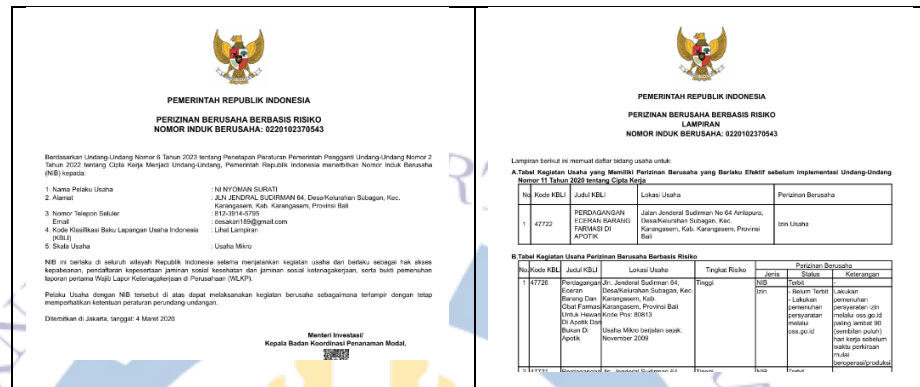 PEMERINTAH REPUBLIK INDONESIA
PERIZINAN BERUSAHA BERBASIS RISIKO
NOMOR INDUK BERUSAHA: 0220102370543
Berdasarkan Undang-Undang Nomor 6 Tahun 2023 tentang Penetapan Peraturan Pemerintah Pengganti Undang-Undang Nomor 2
Tahun 2022 tentang Cipta Kerja Menjadi Undang-Undang, Pemerintah Republik Indonesia menerbitkan Nomor Induk Berusaha
(NIB) kepada:
1. Nama Pelaku Usaha : NI NYOMAN SURATI
2. Alamat : JLN JENDRAL SUDIRMAN 64, Desa/Kelurahan Subagan, Kec.
Karangasem, Kab. Karangasem, Provinsi Bali
3. Nomor Telepon Seluler : 812-3914-5795
Email : desakari189@gmail.com
4. Kode Klasifikasi Baku Lapangan Usaha Indonesia : Lihat Lampiran
(KBLI)
5. Skala Usaha : Usaha Mikro
NIB ini berlaku di seluruh wilayah Republik Indonesia selama menjalankan kegiatan usaha dan berlaku sebagai hak akses
kepabeanan, pendaftaran kepesertaan jaminan sosial kesehatan dan jaminan sosial ketenagakerjaan, serta bukti pemenuhan
laporan pertama Wajib Lapor Ketenagakerjaan di Perusahaan (WLKP).
Pelaku Usaha dengan NIB tersebut di atas dapat melaksanakan kegiatan berusaha sebagaimana terlampir dengan tetap
memperhatikan ketentuan peraturan perundang-undangan.
Diterbitkan di Jakarta, tanggal: 4 Maret 2020
Menteri Investasi/
Kepala Badan Koordinasi Penanaman Modal,
PEMERINTAH REPUBLIK INDONESIA
PERIZINAN BERUSAHA BERBASIS RISIKO
LAMPIRAN
NOMOR INDUK BERUSAHA: 0220102370543
Lampiran berikut ini memuat daftar bidang usaha untuk:
A.Tabel Kegiatan Usaha yang Memiliki Perizinan Berusaha yang Berlaku Efektif sebelum implementasi Undang-Undang
Nomor 11 Tahun 2020 tentang Cipta Kerja
No Kode KBLI Judul KBLI Lokasi Usaha Perizinan Berusaha
1 47722 PERDAGANGAN ECERAN BARANG FARMASI DI APOTIK Jalan Jenderal Sudirman No 64 Amlapura, Desa/Kelurahan Subagan, Kec. Karangasem, Kab. Karangasem, Provinsi Bali Izin Usaha
B.Tabel Kegiatan Usaha Perizinan Berusaha Berbasis Risiko
No. Kode KBLI Judul KBLI Lokasi Usaha Tingkat Risiko Perizinan Berusaha
Jenis Status Keterangan
1 47726 Perdagangan Eceran Barang Dan Obat Farmasi Untuk Hewan Di Apotik Dan Bukan Di Apotik Jln. Jenderal Sudirman 64, Desa/Kelurahan Subagan, Kec. Karangasem, Kab. Karangasem, Provinsi Bali Kode Pos: 80813 Usaha Mikro berjalan sejak: November 2009 Tinggi NIB Terbit -
Izin - Belum Terbit - Lakukan pemenuhan persyaratan melalui oss.go.id Lakukan pemenuhan persyaratan izin melalui oss.go.id paling lambat 90 (sembilan puluh) hari kerja sebelum waktu perkiraan mulai beroperasi/produksi